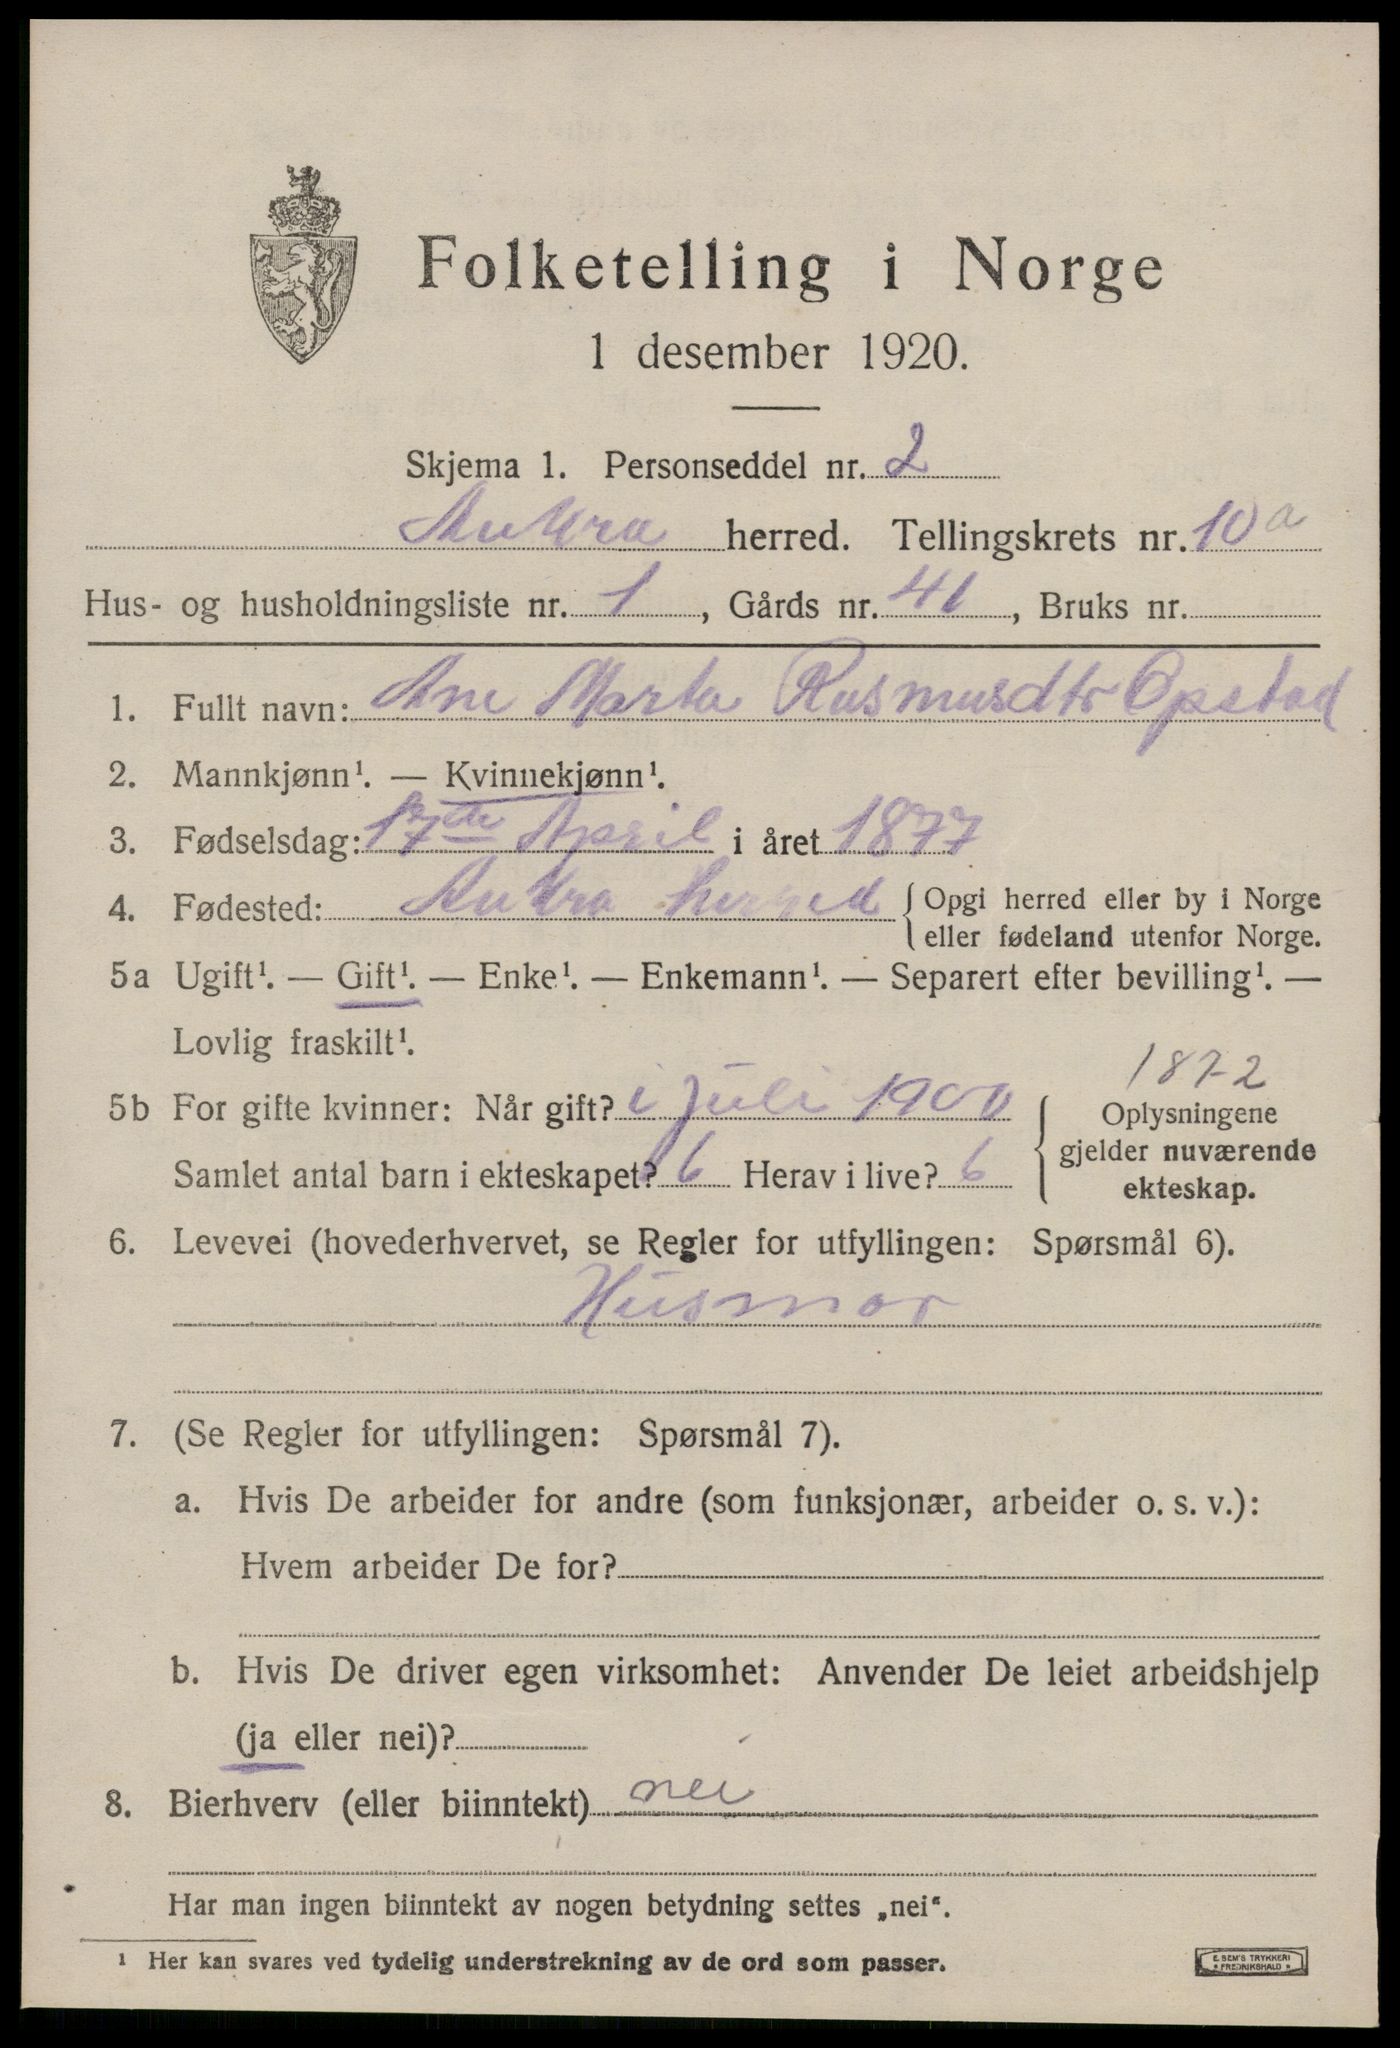 Folketelling i Norge
1 desember 1920.
Skjema 1. Personseddel nr. 2
Aukra herred. Tellingskrets nr. 10a
Hus- og husholdningsliste nr. 1, Gårds nr. 41, Bruks nr.
1. Fullt navn: Ane Marta Rasmusdtr Opstad
2. Mannkjønn¹. — Kvinnekjønn¹.
3. Fødselsdag: 17de April i året 1877
4. Fødested: Aukra herred { Opgi herred eller by i Norge
eller fødeland utenfor Norge.
5a Ugift¹. — Gift¹. — Enke¹. — Enkemann¹. — Separert efter bevilling¹. —
Lovlig fraskilt¹.
1872
5b For gifte kvinner: Når gift? i Juli 1900 { Oplysningene
gjelder nuværende
Samlet antal barn i ekteskapet? 6 Herav i live? 6
ekteskap.
6. Levevei (hovederhvervet, se Regler for utfyllingen: Spørsmål 6).
Husmor
7. (Se Regler for utfyllingen: Spørsmål 7).
a. Hvis De arbeider for andre (som funksjonær, arbeider o. s. v.):
Hvem arbeider De for?
b. Hvis De driver egen virksomhet: Anvender De leiet arbeidshjelp
(ja eller nei)?
8. Bierhverv (eller biinntekt) nei
Har man ingen biinntekt av nogen betydning settes „nei“.
¹ Her kan svares ved tydelig understrekning av de ord som passer.
E. SEM'S TRYKKERI
* FREDRIKSHALD *